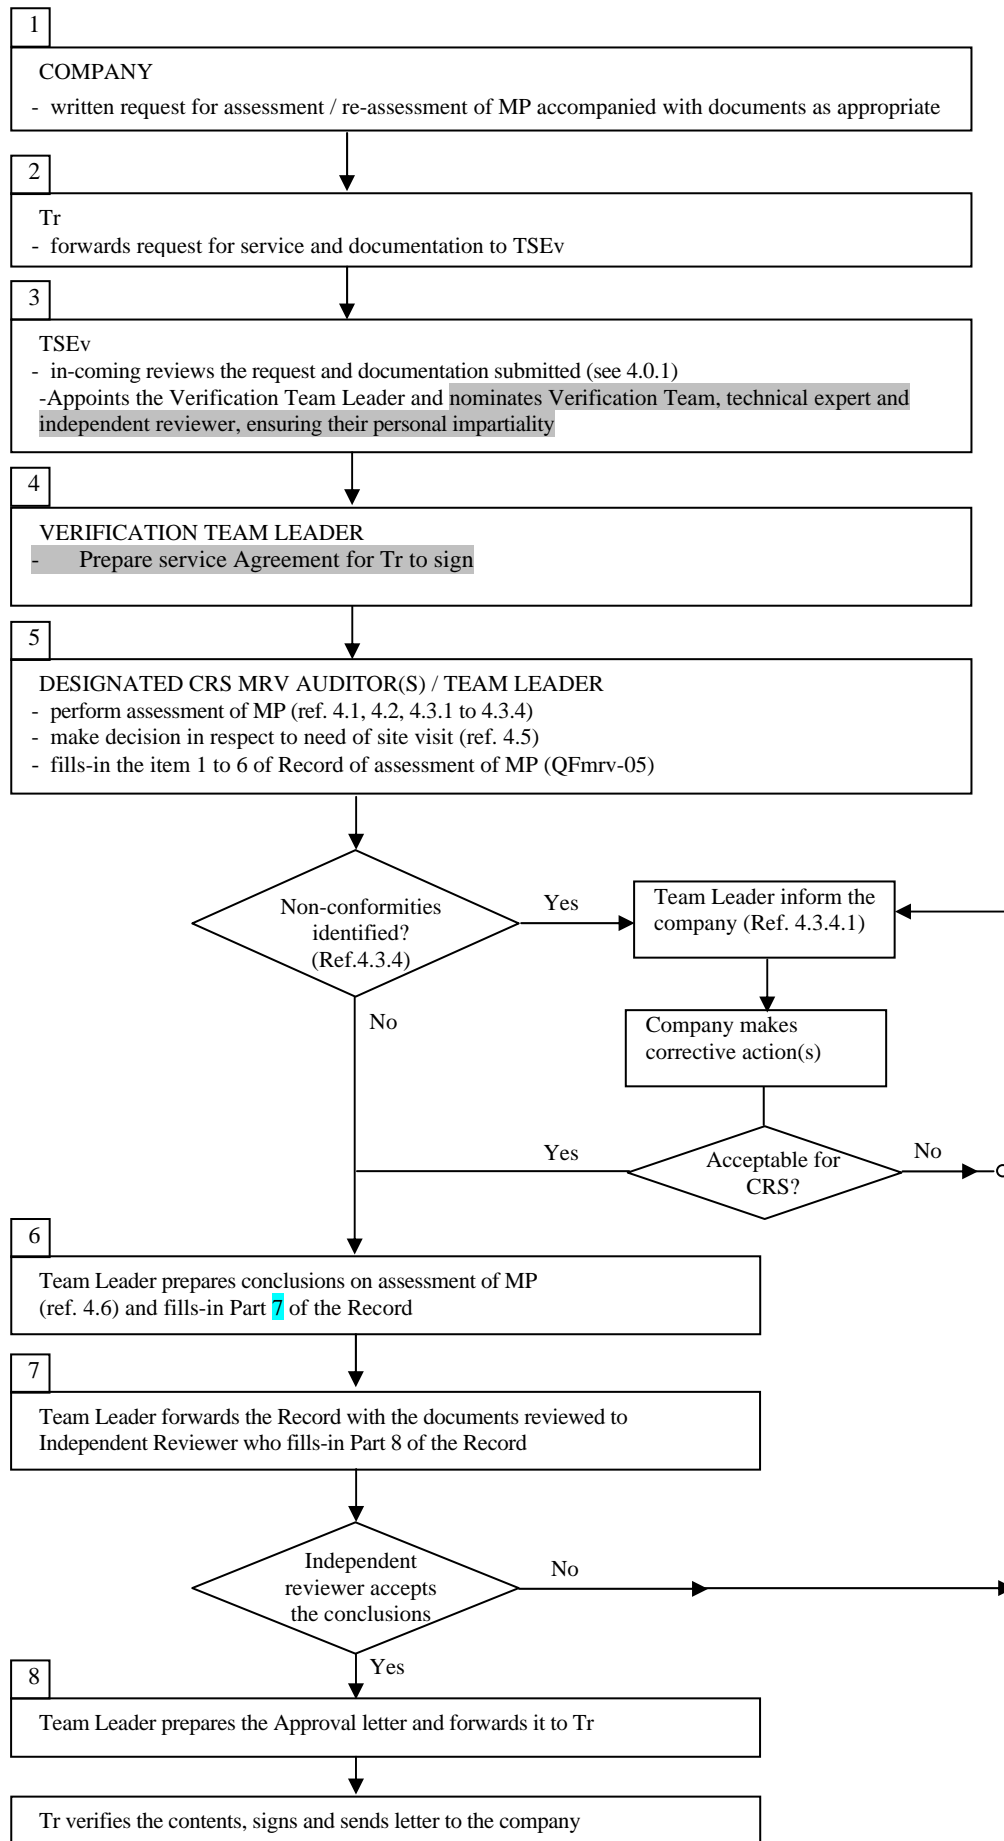 1
COMPANY
- written request for assessment / re-assessment of MP accompanied with documents as appropriate
2
Tr
- forwards request for service and documentation to TSEv
3
TSEv
- in-coming reviews the request and documentation submitted (see 4.0.1)
-Appoints the Verification Team Leader and nominates Verification Team, technical expert and
independent reviewer, ensuring their personal impartiality
4
VERIFICATION TEAM LEADER
- Prepare service Agreement for Tr to sign
5
DESIGNATED CRS MRV AUDITOR(S) / TEAM LEADER
- perform assessment of MP (ref. 4.1, 4.2, 4.3.1 to 4.3.4)
- make decision in respect to need of site visit (ref. 4.5)
- fills-in the item 1 to 6 of Record of assessment of MP (QFmrv-05)
Non-conformities
identified?
(Ref.4.3.4)
Yes
Team Leader inform the
company (Ref. 4.3.4.1)
No
Company makes
corrective action(s)
Yes
Acceptable for
CRS?
No
6
Team Leader prepares conclusions on assessment of MP
(ref. 4.6) and fills-in Part 7 of the Record
7
Team Leader forwards the Record with the documents reviewed to
Independent Reviewer who fills-in Part 8 of the Record
Independent
reviewer accepts
the conclusions
No
Yes
8
Team Leader prepares the Approval letter and forwards it to Tr
Tr verifies the contents, signs and sends letter to the company